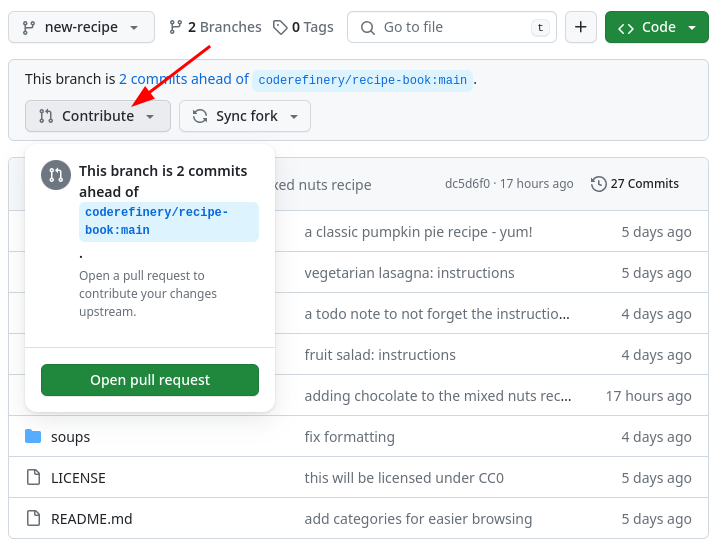 new-recipe
2 Branches
0 Tags
Go to file
t
Code
This branch is 2 commits ahead of coderefinery/recipe-book:main .
Contribute
Sync fork
This branch is 2 commits
ahead of
coderefinery/recipe-
book:main
.
Open a pull request to
contribute your changes
upstream.
Open pull request
xed nuts recipe
dc5d6f0 · 17 hours ago
27 Commits
a classic pumpkin pie recipe - yum!
5 days ago
vegetarian lasagna: instructions
5 days ago
a todo note to not forget the instructio...
4 days ago
fruit salad: instructions
4 days ago
adding chocolate to the mixed nuts rec...
17 hours ago
soups
fix formatting
4 days ago
LICENSE
this will be licensed under CC0
5 days ago
README.md
add categories for easier browsing
5 days ago